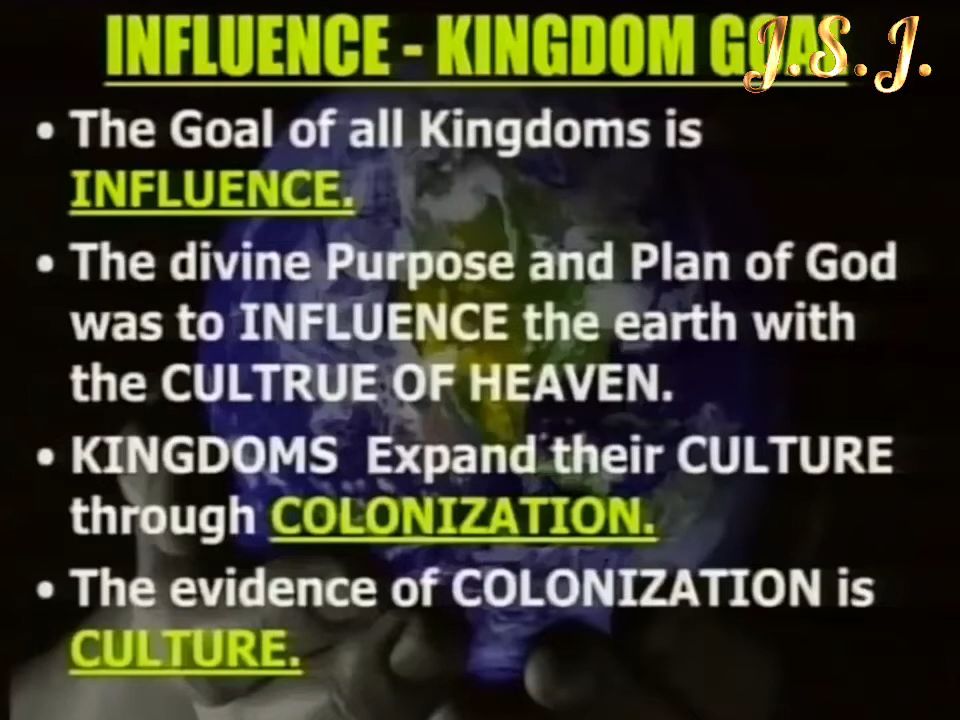 INFLUENCE - KINGDOM GOAL
J.S.J.
• The Goal of all Kingdoms is
INFLUENCE.
• The divine Purpose and Plan of God
was to INFLUENCE the earth with
the CULTRUE OF HEAVEN.
• KINGDOMS Expand their CULTURE
through COLONIZATION.
• The evidence of COLONIZATION is
CULTURE.